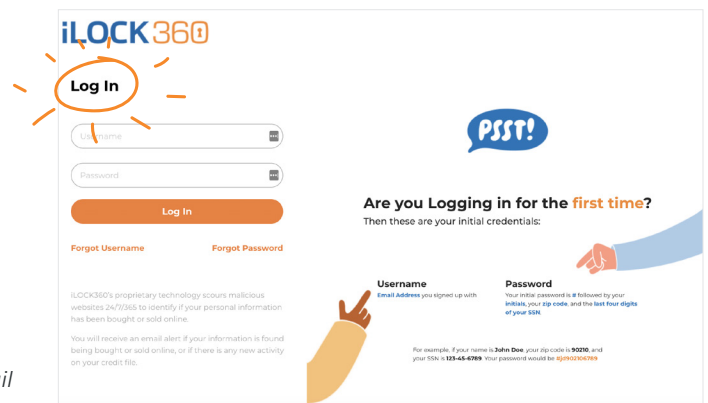 iLOCK360
Log In
Username
Password
Log In
Forgot Username
Forgot Password
iLOCK360's proprietary technology scours malicious
websites 24/7/365 to identify if your personal information
has been bought or sold online.
You will receive an email alert if your information is found
being bought or sold online, or if there is any new activity
on your credit file.
PSST!
Are you Logging in for the first time?
Then these are your initial credentials:
Username
Email Address you signed up with
Password
Your initial password is # followed by your
initials, your zip code, and the last four digits
of your SSN.
For example, if your name is John Doe, your zip code is 90210, and
your SSN is 123-45-6789. Your password would be #jd902106789